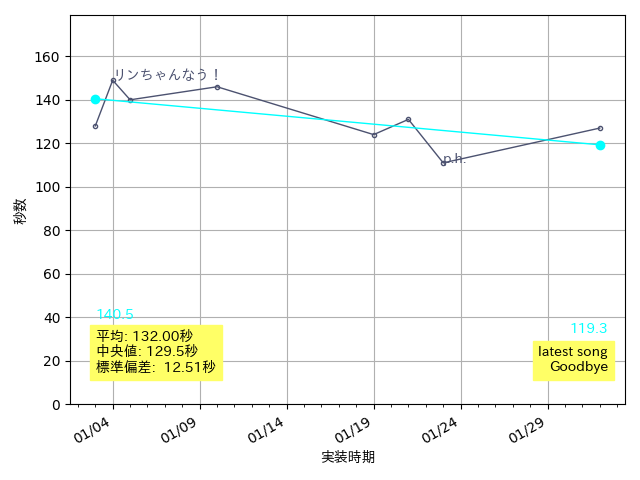 160
140
120
100
80
60
40
20
0
秒数
リンちゃんなう！
p.h.
140.5
平均: 132.00秒
中央値: 129.5秒
標準偏差: 12.51秒
119.3
latest song
Goodbye
01/04
01/09
01/14
01/19
01/24
01/29
実装時期